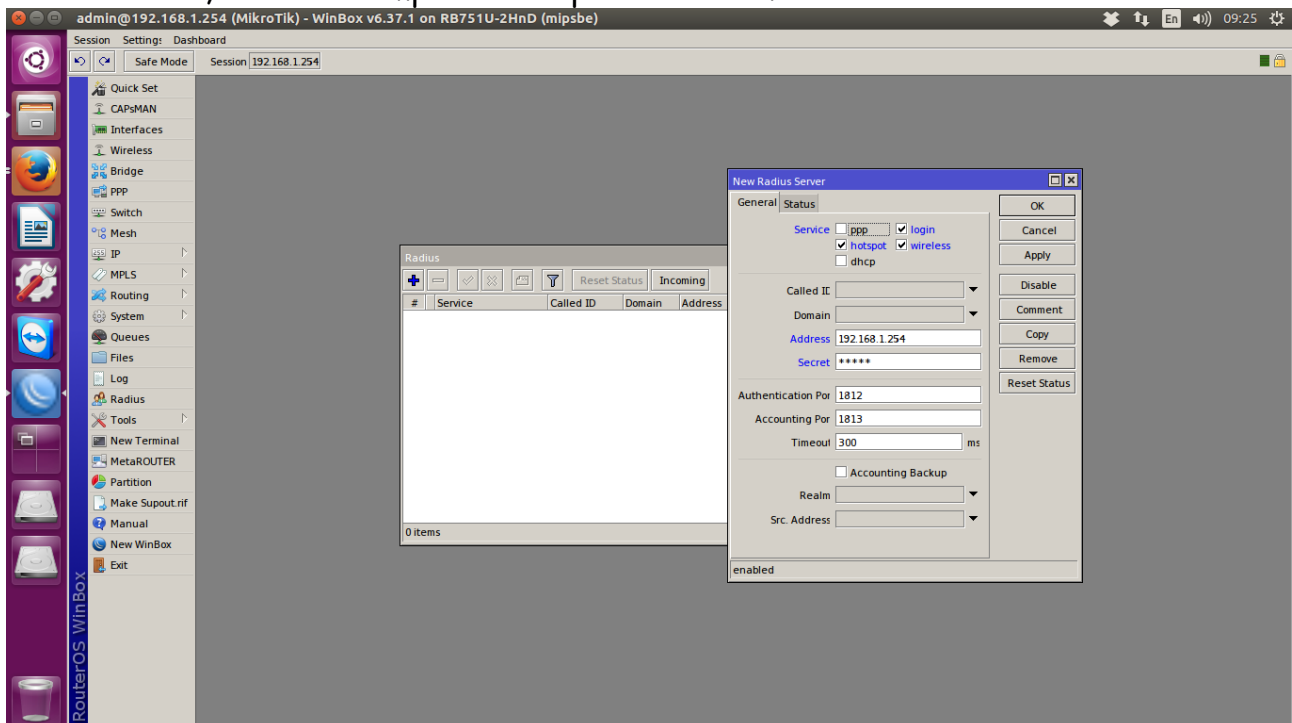 admin@192.168.1.254 (MikroTik) - WinBox v6.37.1 on RB751U-2HnD (mipsbe)
En
09:25
Session Settings Dashboard
Safe Mode
Session 192.168.1.254
Quick Set
CAPsMAN
Interfaces
Wireless
Bridge
PPP
Switch
Mesh
IP
MPLS
Routing
System
Queues
Files
Log
Radius
Tools
New Terminal
MetaROUTER
Partition
Make Supout.rif
Manual
New WinBox
Exit
RouterOS WinBox
Radius
Reset Status Incoming
# Service Called ID Domain Address
0 items
New Radius Server
General Status
Service ppp login
hotspot wireless
dhcp
Called ID
Domain
Address 192.168.1.254
Secret *****
Authentication Por 1812
Accounting Por 1813
Timeout 300 ms
Accounting Backup
Realm
Src. Address
enabled
OK
Cancel
Apply
Disable
Comment
Copy
Remove
Reset Status